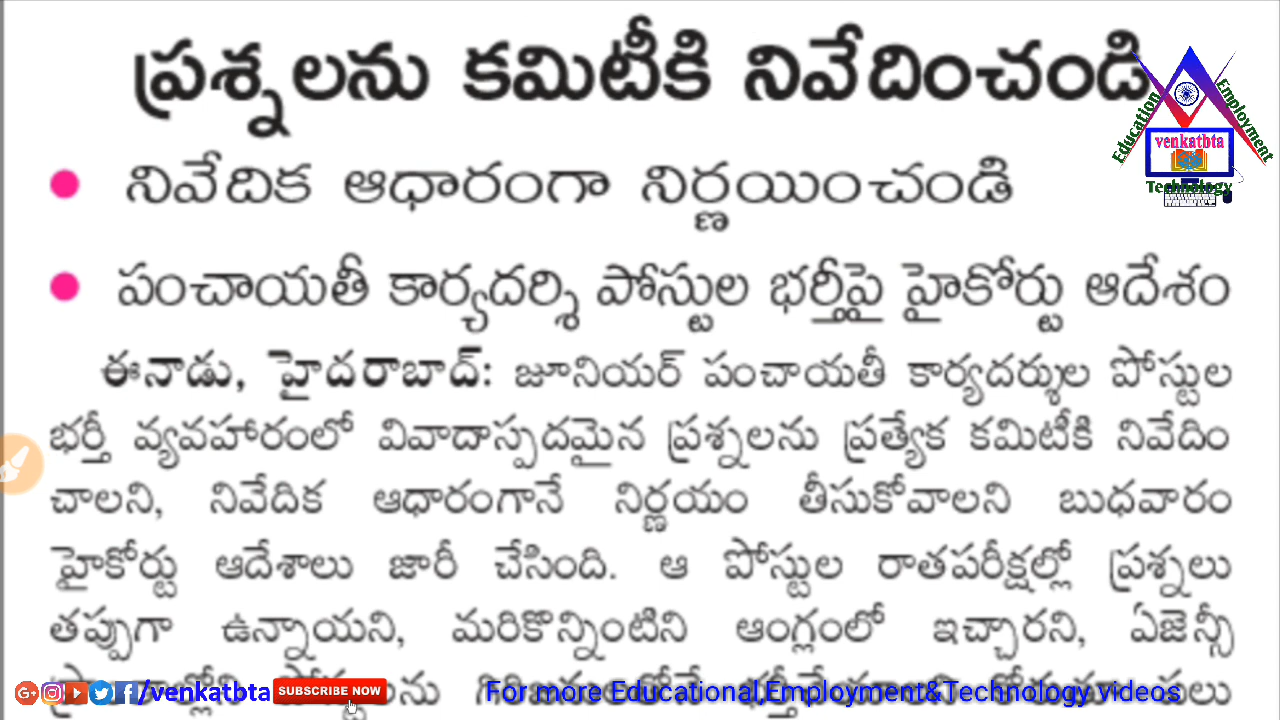 ప్రశ్నలను కమిటీకి నివేదించండి
Education
Employment
venkatbta
Technology
• నివేదిక ఆధారంగా నిర్ణయించండి
• పంచాయతీ కార్యదర్శి పోస్టుల భర్తీపై హైకోర్టు ఆదేశం
ఈనాడు, హైదరాబాద్: జూనియర్ పంచాయతీ కార్యదర్శుల పోస్టుల
భర్తీ వ్యవహారంలో వివాదాస్పదమైన ప్రశ్నలను ప్రత్యేక కమిటీకి నివేదిం
చాలని, నివేదిక ఆధారంగానే నిర్ణయం తీసుకోవాలని బుధవారం
హైకోర్టు ఆదేశాలు జారీ చేసింది. ఆ పోస్టుల రాతపరీక్షల్లో ప్రశ్నలు
తప్పుగా ఉన్నాయని, మరికొన్నింటిని ఆంగ్లంలో ఇచ్చారని, ఏజెన్సీ
/venkatbta SUBSCRIBE NOW For more Educational,Employment&Technology videos